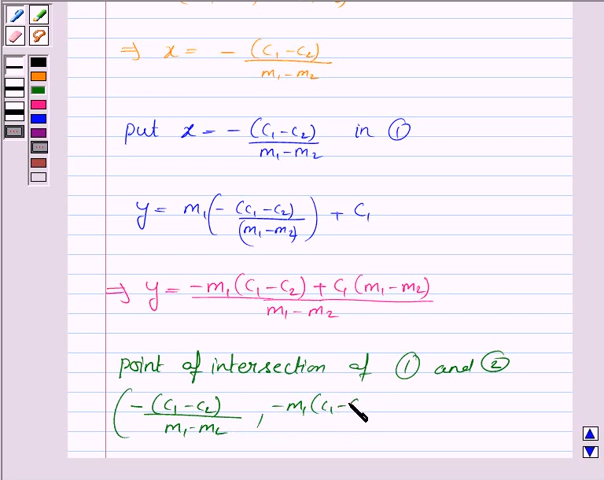 ⇒ x = - (c₁-c₂)/(m₁-m₂)
put x = - (c₁-c₂)/(m₁-m₂) in ①
y = m₁(- (c₁-c₂)/(m₁-m₂)) + c₁
⇒ y = (-m₁(c₁-c₂) + c₁(m₁-m₂))/(m₁-m₂)
point of intersection of ① and ②
(-(c₁-c₂)/(m₁-m₂) , -m₁(c₁-c